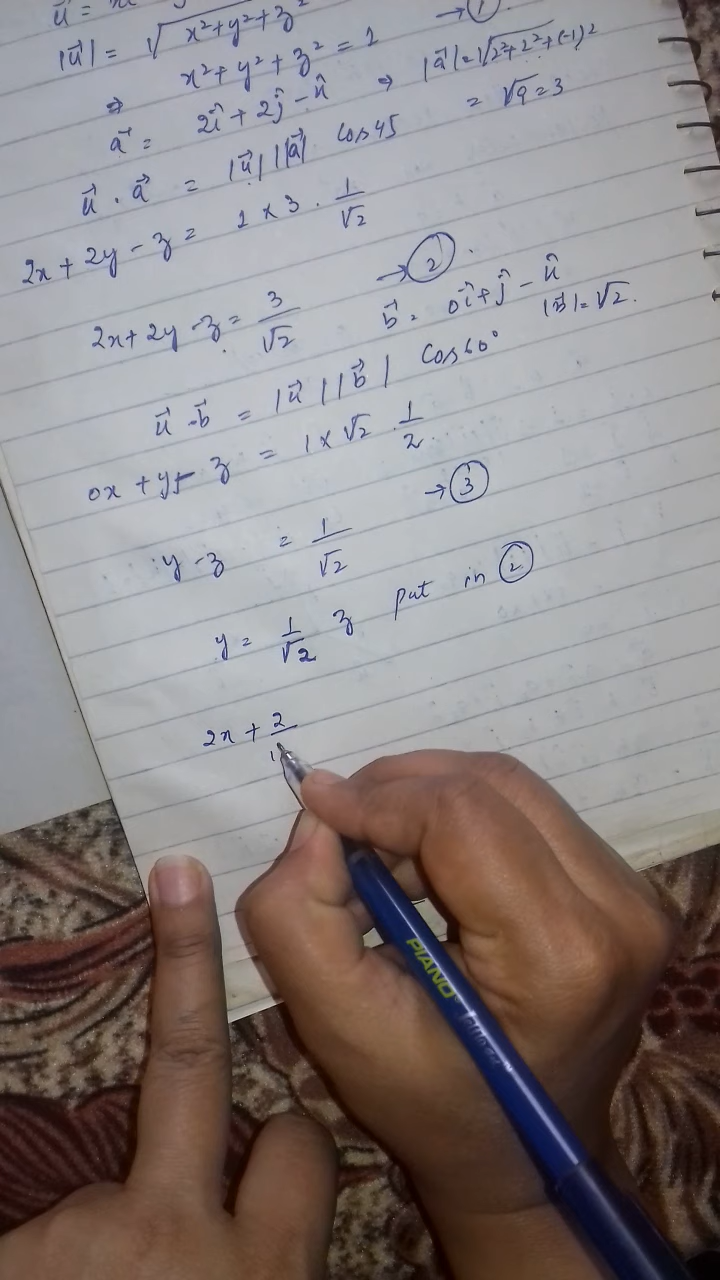 u⃗ = x
|u⃗| = √x²+y²+z² → ①.
⇒ x²+y²+z² = 1
a⃗ = 2î + 2ĵ - k̂ ⇒ |a⃗| = √2²+2²+(-1)²
= √9 = 3
u⃗ . a⃗ = |u⃗| |a⃗| cos45
2x + 2y - z = 1 × 3 . 1/√2
2x + 2y - z = 3/√2 → ② .
b⃗ = 0î + ĵ - k̂
u⃗ . b⃗ = |u⃗| |b⃗| cos60° |b⃗| = √2.
0x + y - z = 1 × √2 . 1/2
y - z = 1/√2 → ③
y = 1/√2 z put in ②
2x + 2/
PIANO